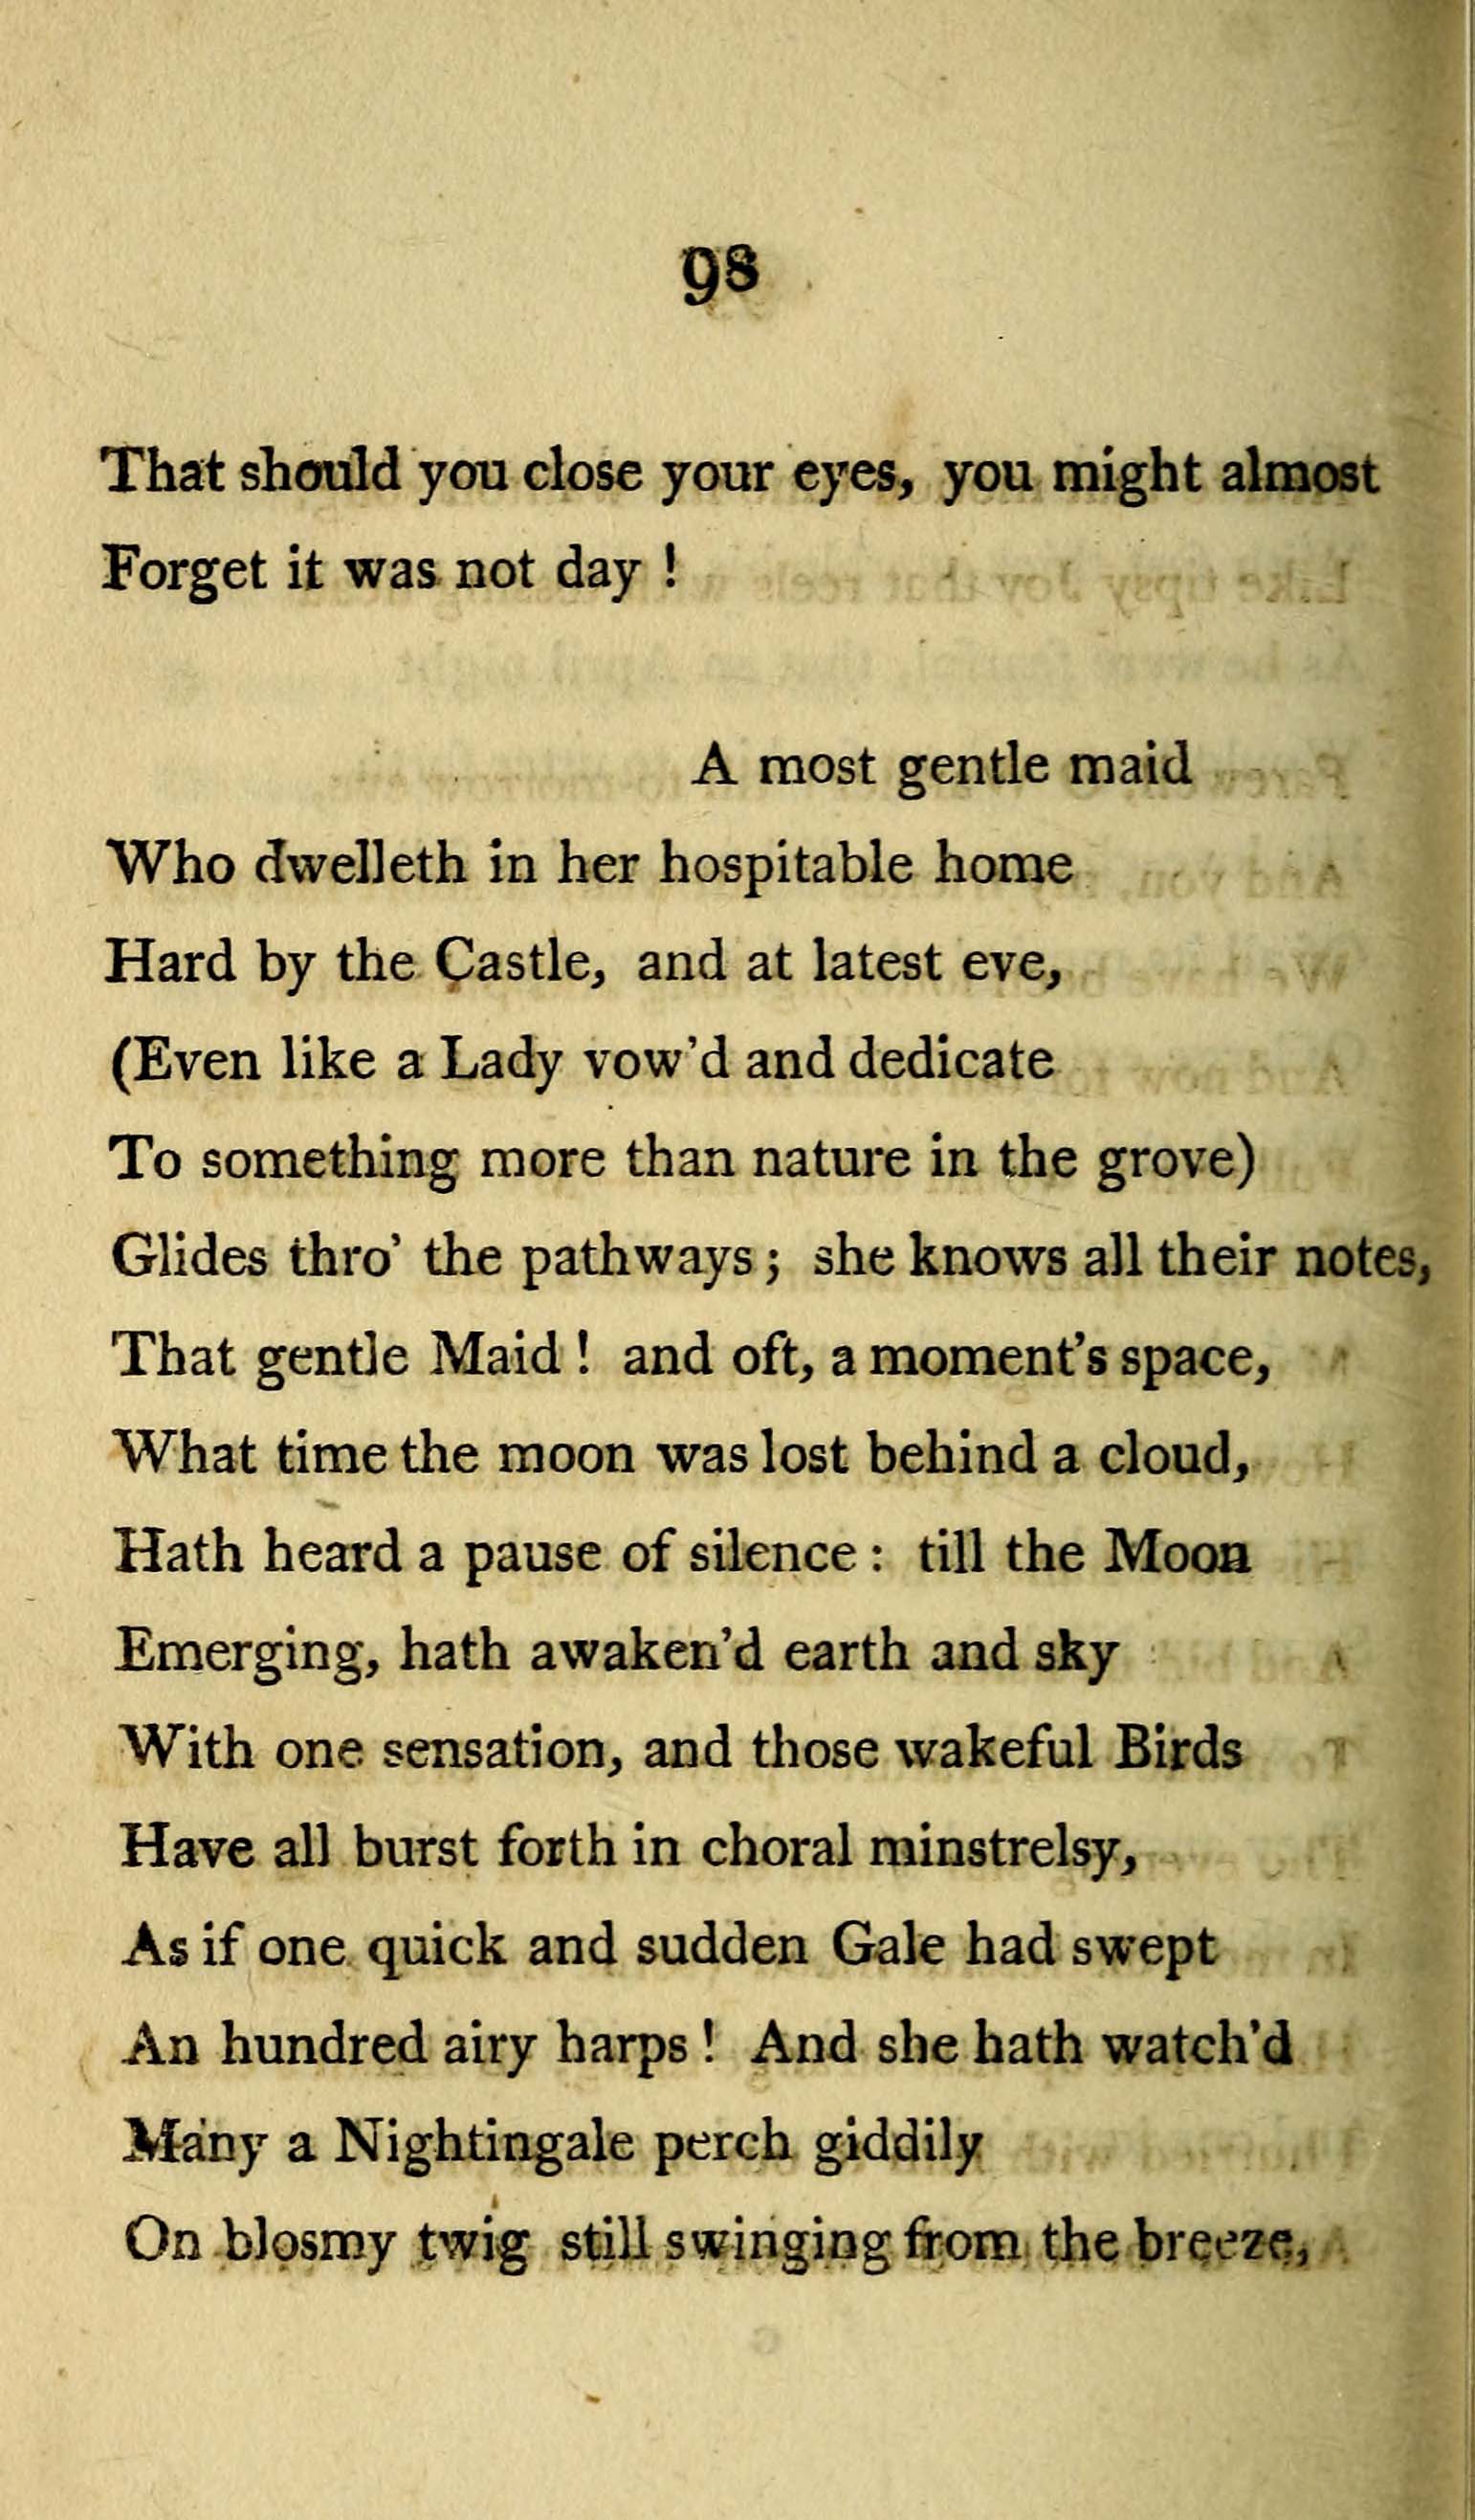 98
That should you close your eyes, you might almost
Forget it was not day !
A most gentle maid
Who dwelleth in her hospitable home
Hard by the Castle, and at latest eve,
(Even like a Lady vow'd and dedicate
To something more than nature in the grove)
Glides thro' the pathways ; she knows all their notes,
That gentle Maid ! and oft, a moment's space,
What time the moon was lost behind a cloud,
Hath heard a pause of silence : till the Moon
Emerging, hath awaken'd earth and sky
With one sensation, and those wakeful Birds
Have all burst forth in choral minstrelsy,
As if one quick and sudden Gale had swept
An hundred airy harps ! And she hath watch'd
Many a Nightingale perch giddily
On blosmy twig still swinging from the breeze,